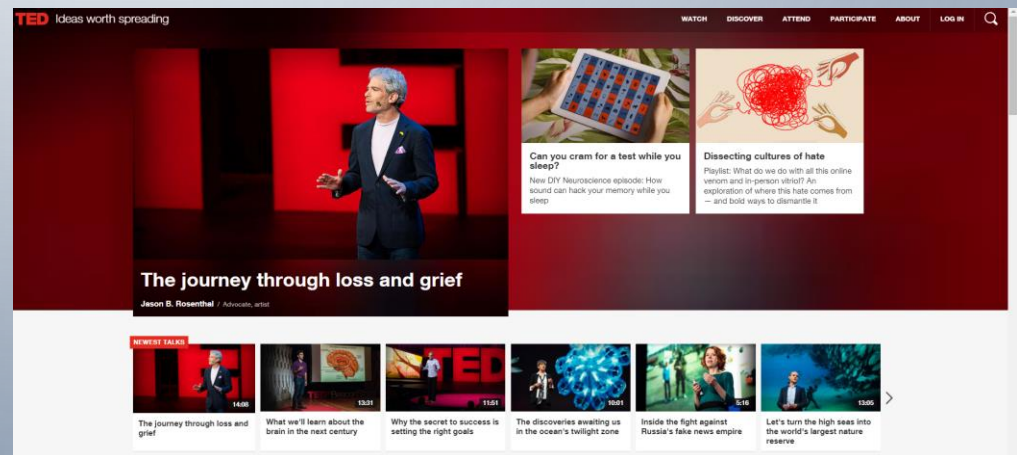 TED Ideas worth spreading
WATCH DISCOVER ATTEND PARTICIPATE ABOUT LOG IN
The journey through loss and grief
Jason B. Rosenthal / Advocate, artist
Can you cram for a test while you
sleep?
New DIY Neuroscience episode: How
sound can hack your memory while you
sleep
Dissecting cultures of hate
Playlist: What do we do with all this online
venom and in-person vitriol? An
exploration of where this hate comes from
— and bold ways to dismantle it
NEWEST TALKS
14:06
The journey through loss and
grief
13:31
What we'll learn about the
brain in the next century
TED
11:51
Why the secret to success is
setting the right goals
10:01
The discoveries awaiting us
in the ocean's twilight zone
5:16
Inside the fight against
Russia's fake news empire
13:05
Let's turn the high seas into
the world's largest nature
reserve